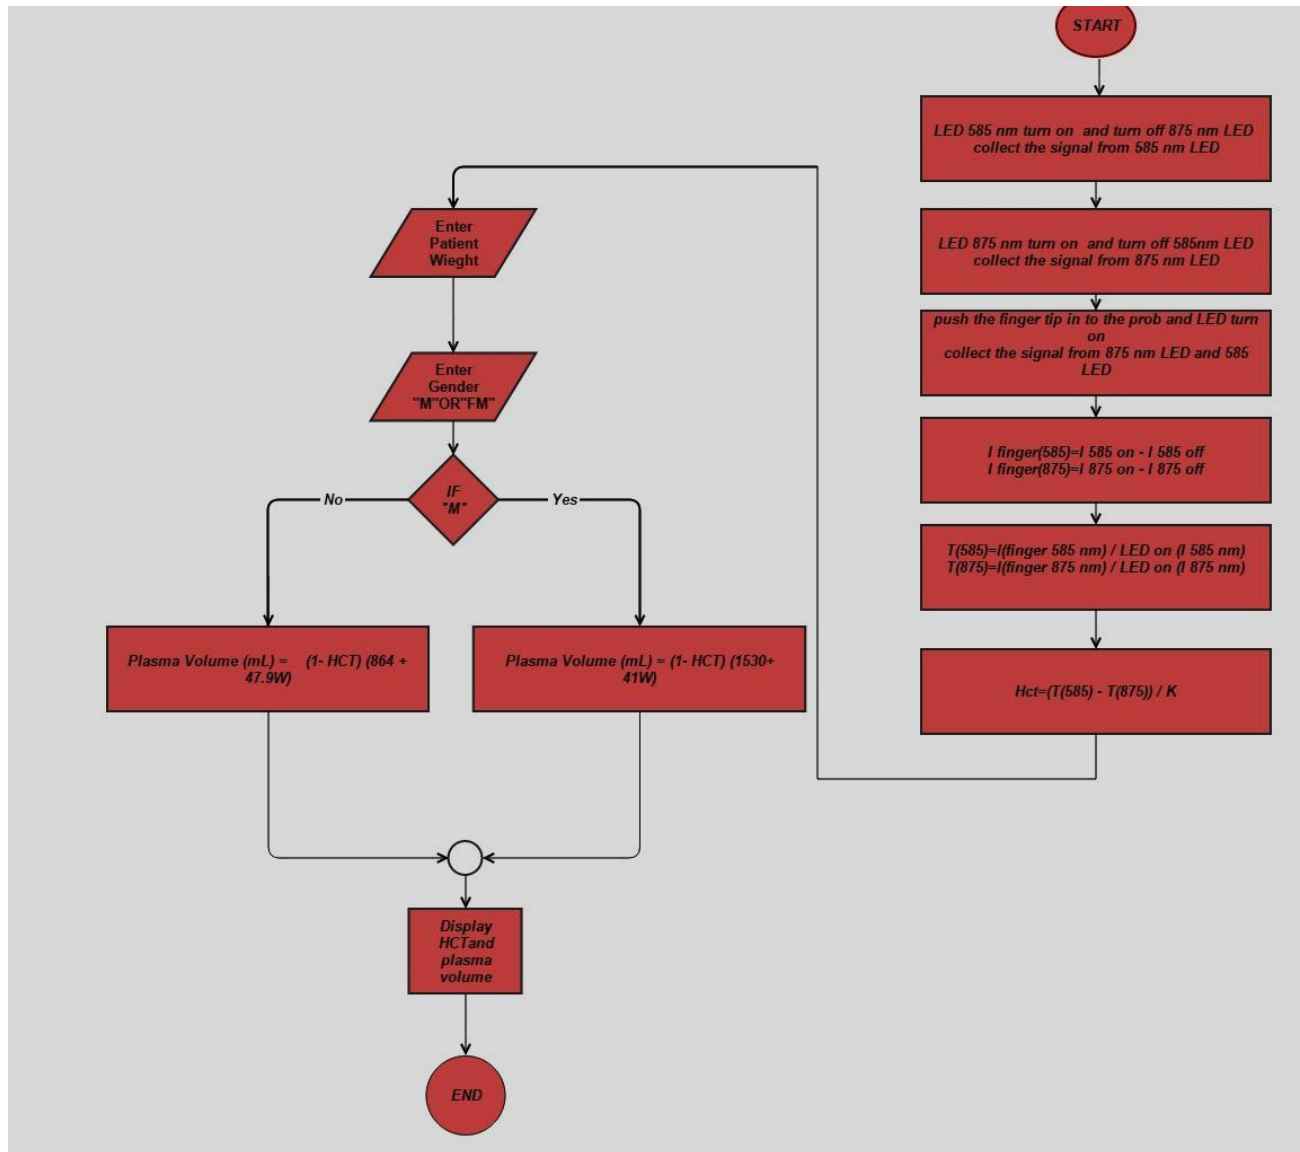 START
LED 585 nm turn on and turn off 875 nm LED
collect the signal from 585 nm LED
LED 875 nm turn on and turn off 585nm LED
collect the signal from 875 nm LED
push the finger tip in to the prob and LED turn
on
collect the signal from 875 nm LED and 585
LED
I finger(585)=I 585 on - I 585 off
I finger(875)=I 875 on - I 875 off
T(585)=I(finger 585 nm) / LED on (I 585 nm)
T(875)=I(finger 875 nm) / LED on (I 875 nm)
Hct=(T(585) - T(875)) / K
Enter
Patient
Wieght
Enter
Gender
"M"OR"FM"
IF
"M"
No
Yes
Plasma Volume (mL) = (1- HCT) (864 +
47.9W)
Plasma Volume (mL) = (1- HCT) (1530+
41W)
Display
HCTand
plasma
volume
END